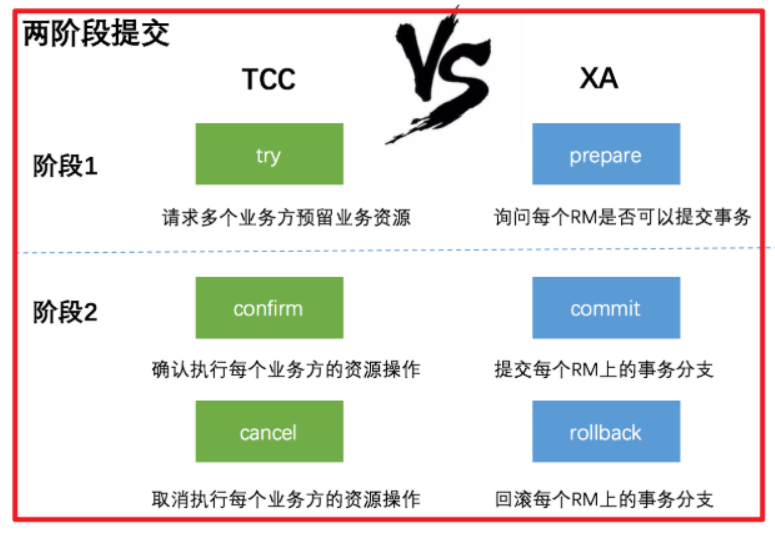 两阶段提交
VS
TCC
XA
阶段1
try
prepare
请求多个业务方预留业务资源
询问每个RM是否可以提交事务
阶段2
confirm
commit
确认执行每个业务方的资源操作
提交每个RM上的事务分支
cancel
rollback
取消执行每个业务方的资源操作
回滚每个RM上的事务分支